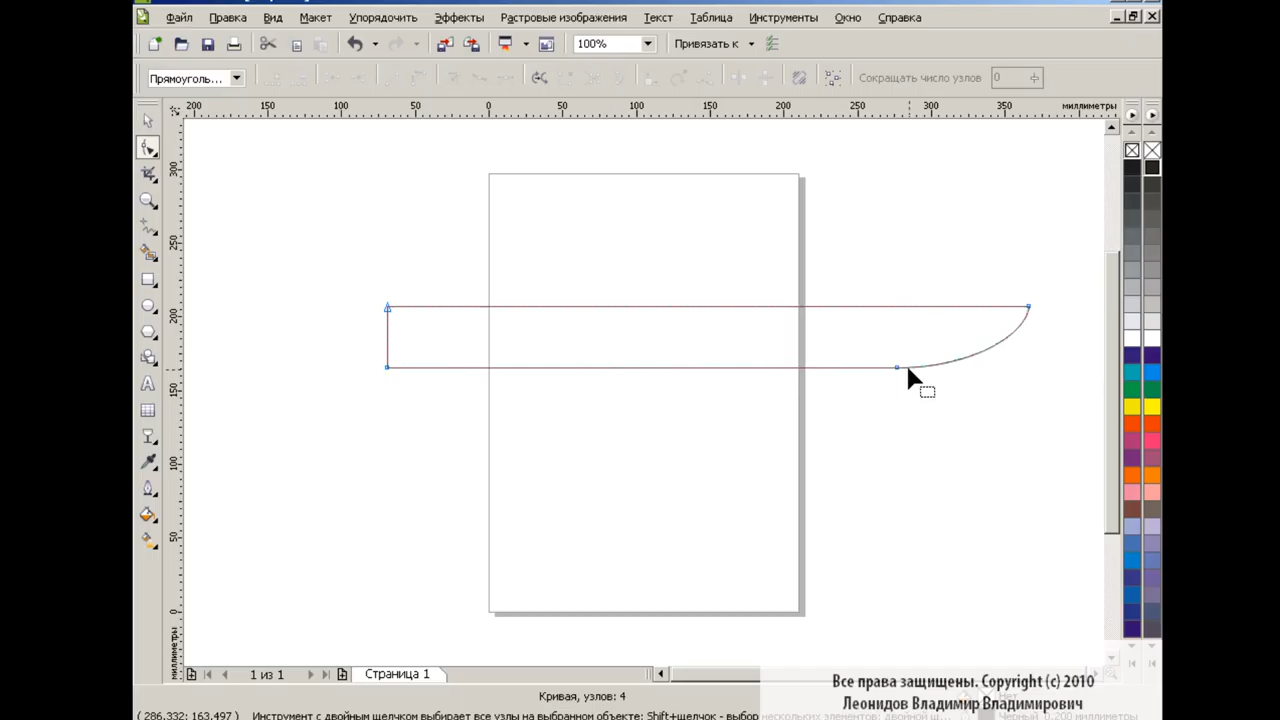 Файл Правка Вид Макет Упорядочить Эффекты Растровые изображения Текст Таблица Инструменты Окно Справка
100% Привязать к
Прямоуголь... Сокращать число узлов 0
200 150 100 50 0 50 100 150 200 250 300 350 миллиметры
300
250
200
150
100
50
0
миллиметры
1 из 1 Страница 1
Все права защищены. Copyright (c) 2010
Кривая, узлов: 4
Леонидов Владимир Владимирович
(286,332; 163,497) Инструмент с двойным щелчком выбирает все узлы на выбранном объекте; Shift+щелчок - выбор